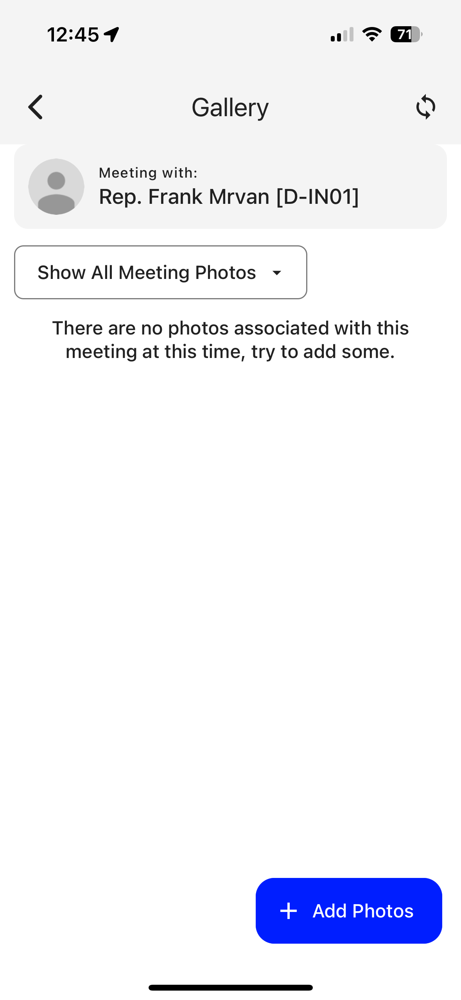 12:45
71
Gallery
Meeting with:
Rep. Frank Mrvan [D-IN01]
Show All Meeting Photos
There are no photos associated with this
meeting at this time, try to add some.
Add Photos